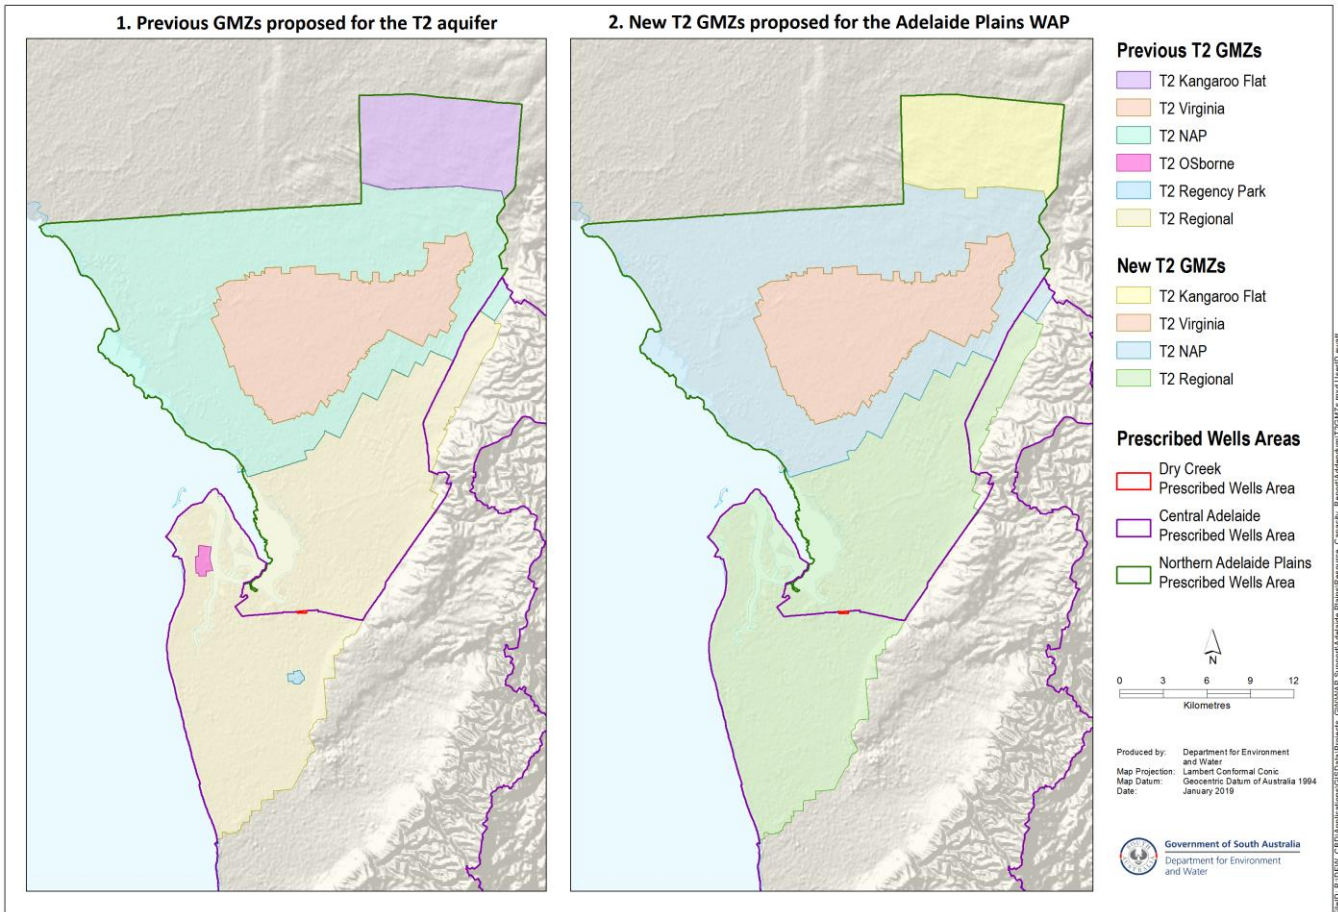 1. Previous GMZs proposed for the T2 aquifer
2. New T2 GMZs proposed for the Adelaide Plains WAP
Previous T2 GMZs
T2 Kangaroo Flat
T2 Virginia
T2 NAP
T2 OSborne
T2 Regency Park
T2 Regional
New T2 GMZs
T2 Kangaroo Flat
T2 Virginia
T2 NAP
T2 Regional
Prescribed Wells Areas
Dry Creek
Prescribed Wells Area
Central Adelaide
Prescribed Wells Area
Northern Adelaide Plains
Prescribed Wells Area
N
0 3 6 9 12
Kilometres
Produced by: Department for Environment
and Water
Map Projection: Lambert Conformal Conic
Map Datum: Geocentric Datum of Australia 1994
Date: January 2019
Government of South Australia
Department for Environment
and Water